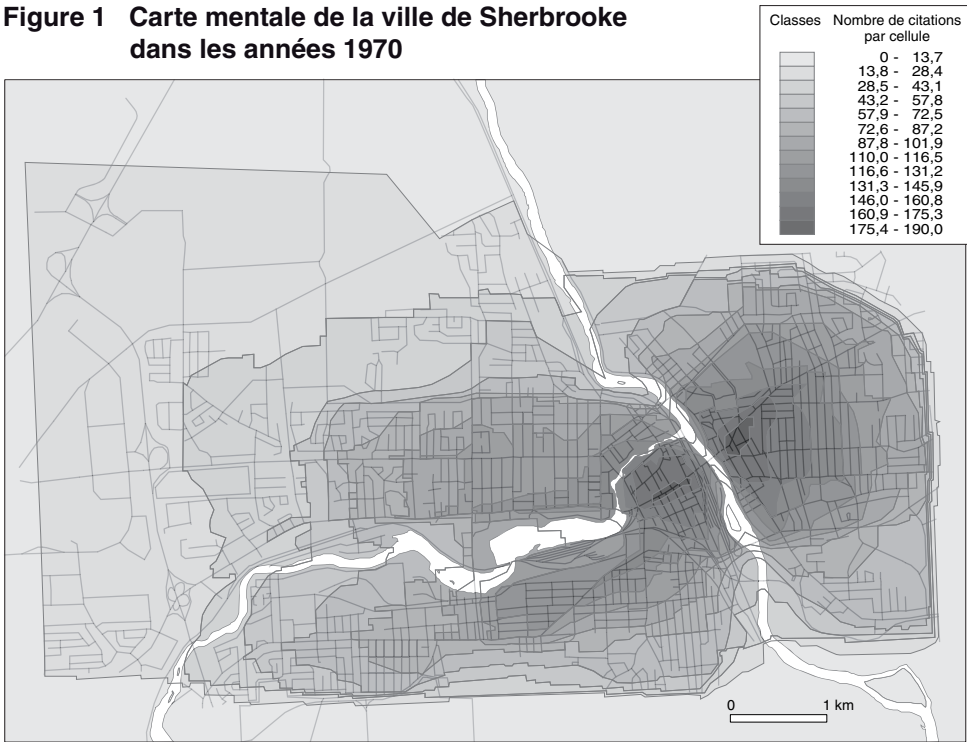 Figure 1 Carte mentale de la ville de Sherbrooke
dans les années 1970
Classes Nombre de citations
par cellule
0 - 13,7
13,8 - 28,4
28,5 - 43,1
43,2 - 57,8
57,9 - 72,5
72,6 - 87,2
87,8 - 101,9
110,0 - 116,5
116,6 - 131,2
131,3 - 145,9
146,0 - 160,8
160,9 - 175,3
175,4 - 190,0
0 1 km